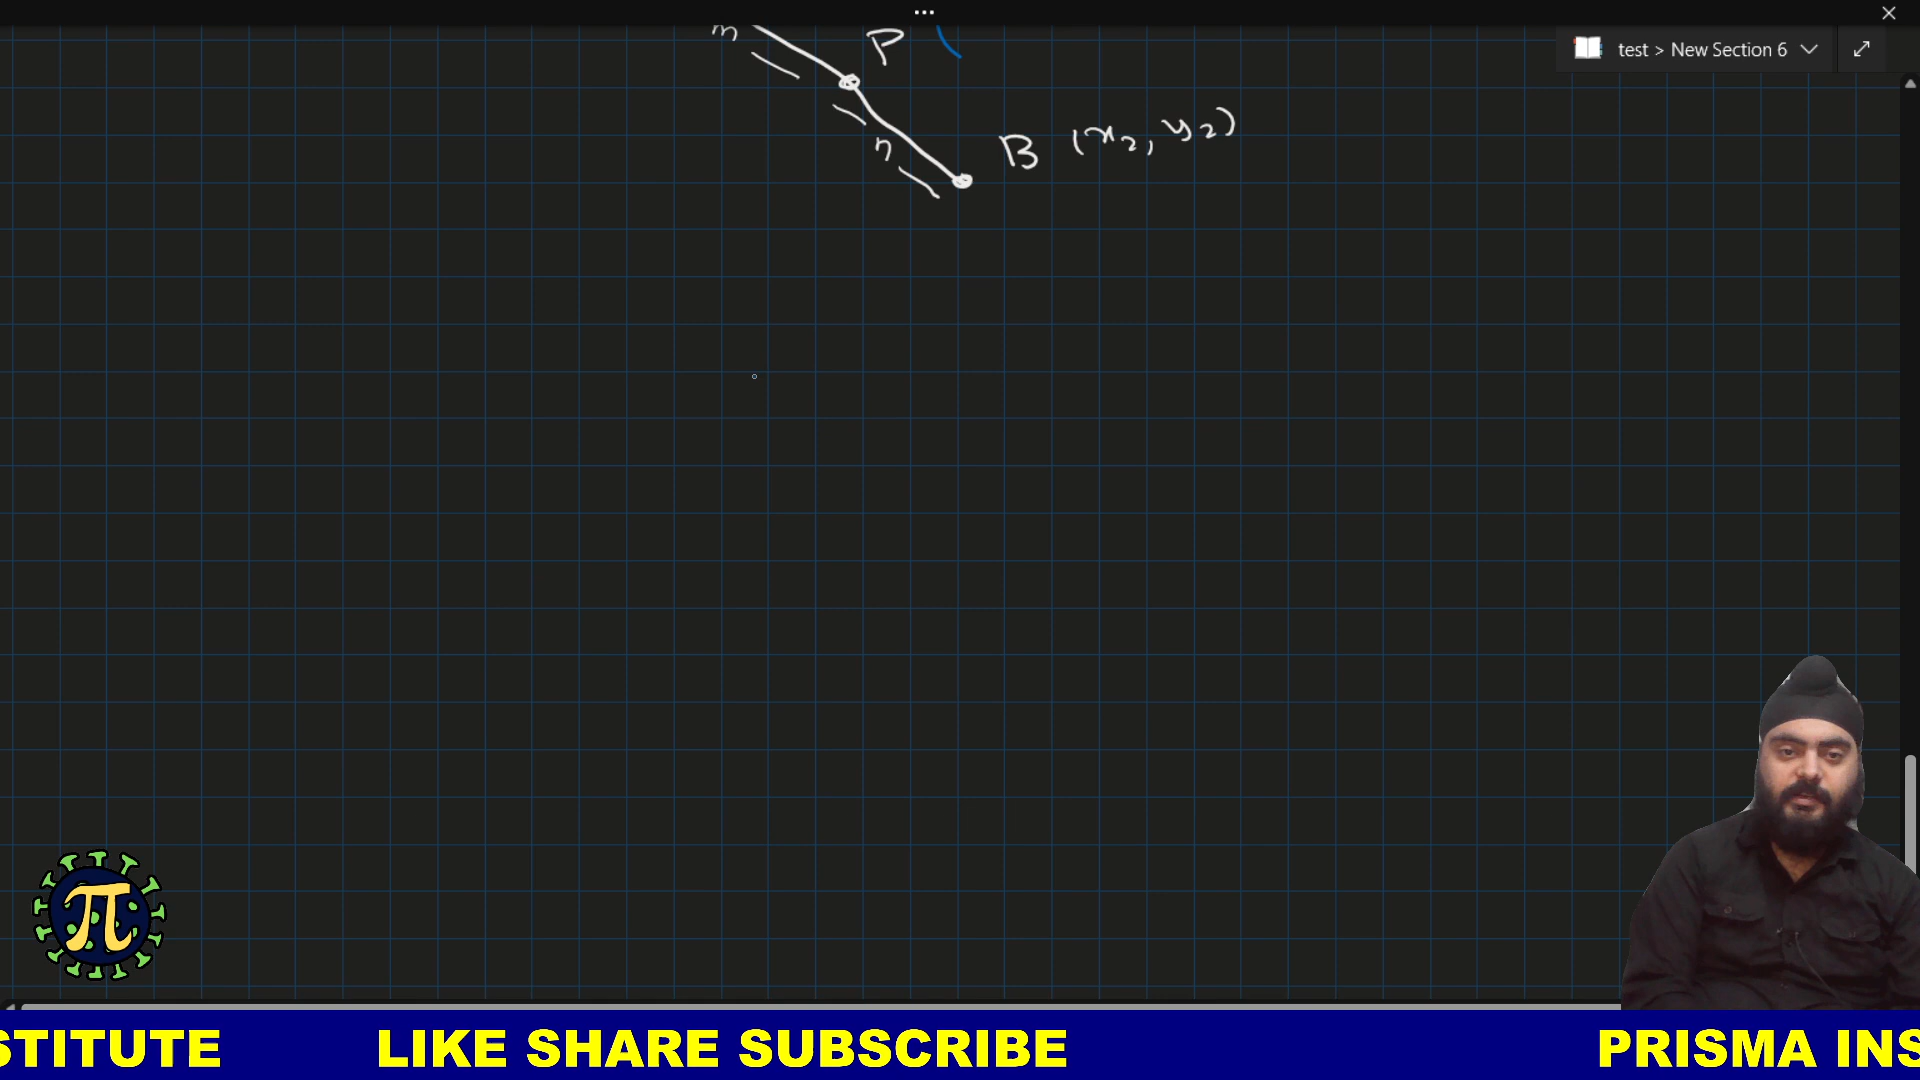 ...
test > New Section 6
m
P
n
B (x₂, y₂)
π
STITUTE LIKE SHARE SUBSCRIBE PRISMA INS